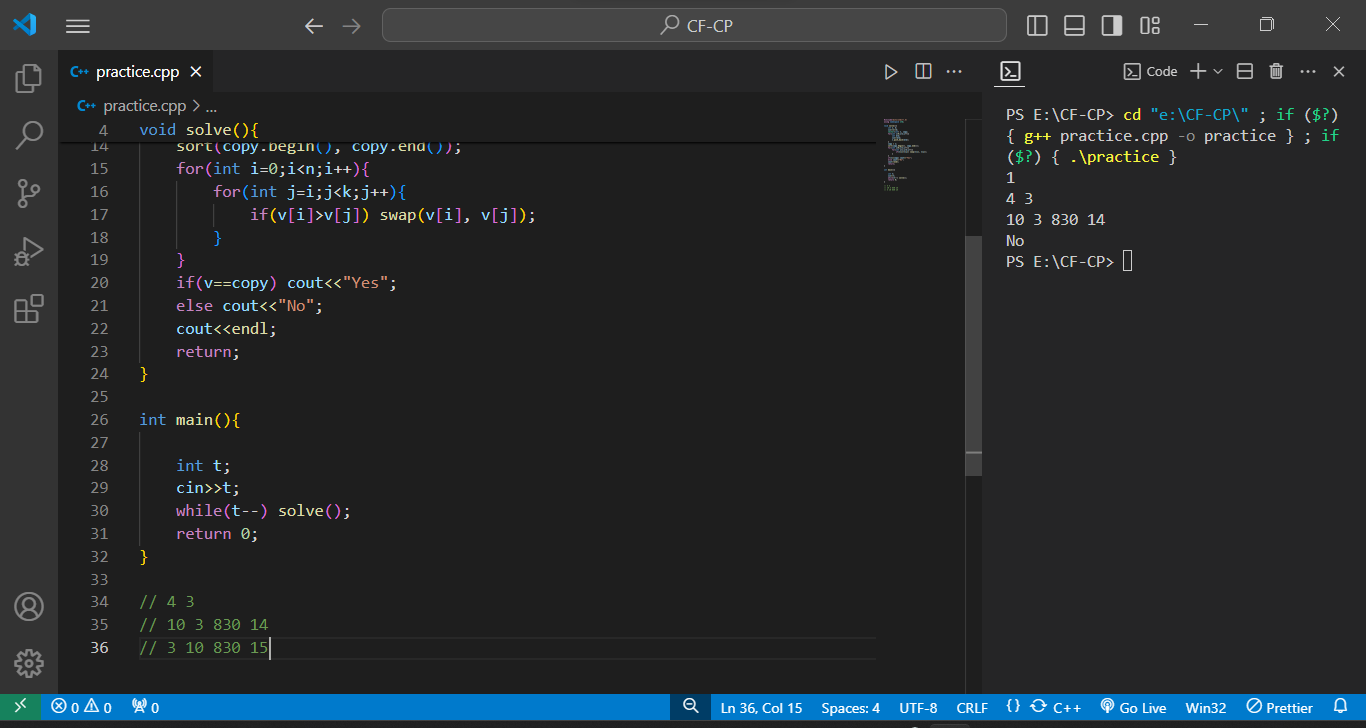 CF-CP
C++ practice.cpp
C++ practice.cpp > ...
4 void solve(){
14 sort(copy.begin(), copy.end());
15 for(int i=0;i<n;i++){
16 for(int j=i;j<k;j++){
17 if(v[i]>v[j]) swap(v[i], v[j]);
18 }
19 }
20 if(v==copy) cout<<"Yes";
21 else cout<<"No";
22 cout<<endl;
23 return;
24 }
25
26 int main(){
27
28 int t;
29 cin>>t;
30 while(t--) solve();
31 return 0;
32 }
33
34 // 4 3
35 // 10 3 830 14
36 // 3 10 830 15
Code
PS E:\CF-CP> cd "e:\CF-CP\" ; if ($?)
{ g++ practice.cpp -o practice } ; if
($?) { .\practice }
1
4 3
10 3 830 14
No
PS E:\CF-CP>
0 0 0 Ln 36, Col 15 Spaces: 4 UTF-8 CRLF {} C++ Go Live Win32 Prettier